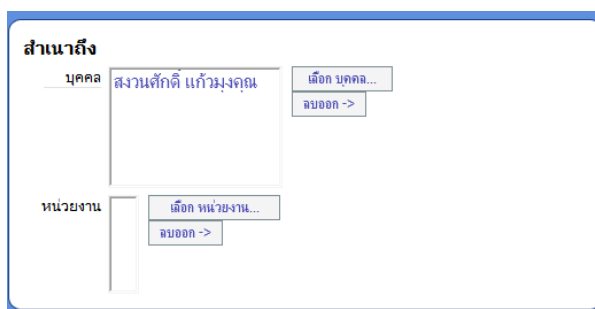 สำเนาถึง
บุคคล
สงวนศักดิ์ แก้วมุงคุณ
เลือก บุคคล...
ลบออก ->
หน่วยงาน
เลือก หน่วยงาน...
ลบออก ->